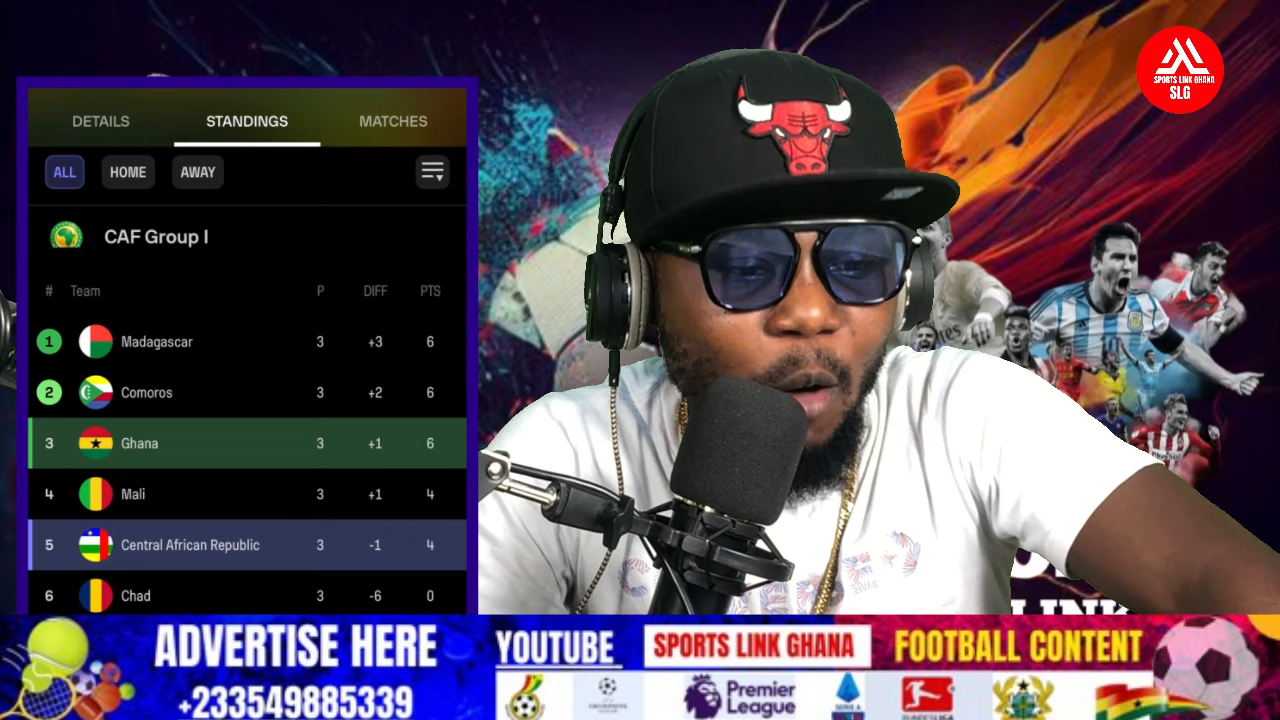 SPORTS LINK GHANA
SLG
DETAILS STANDINGS MATCHES
ALL HOME AWAY
CAF Group I
# Team P DIFF PTS
1 Madagascar 3 +3 6
2 Comoros 3 +2 6
3 Ghana 3 +1 6
4 Mali 3 +1 4
5 Central African Republic 3 -1 4
6 Chad 3 -6 0
ADVERTISE HERE
+233549885339
YOUTUBE SPORTS LINK GHANA FOOTBALL CONTENT
Premier
League